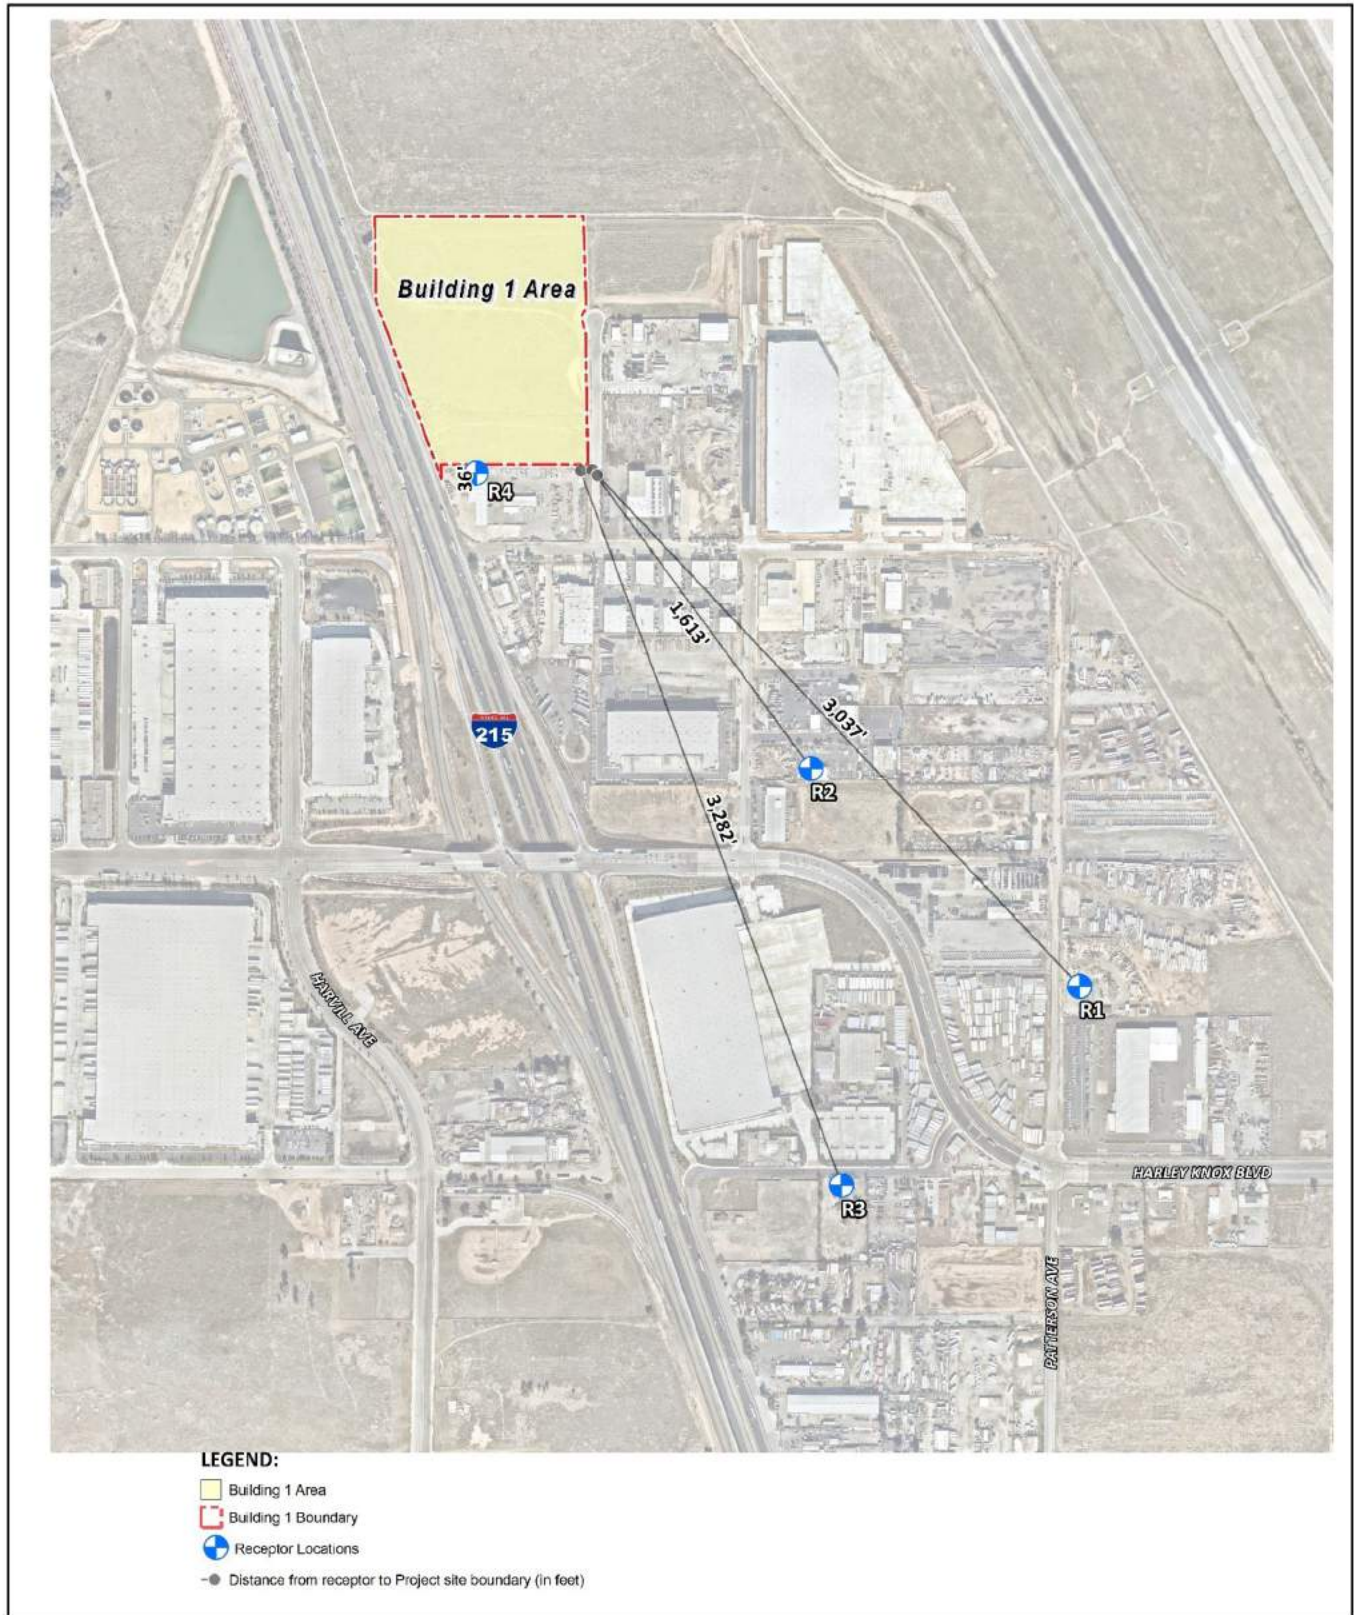 Building 1 Area
36'
R4
1,613'
3,037'
215
R2
3,282'
HARVILL AVE
R1
HARLEY KNOX BLVD
R3
PATTERSON AVE
LEGEND:
Building 1 Area
Building 1 Boundary
Receptor Locations
Distance from receptor to Project site boundary (in feet)